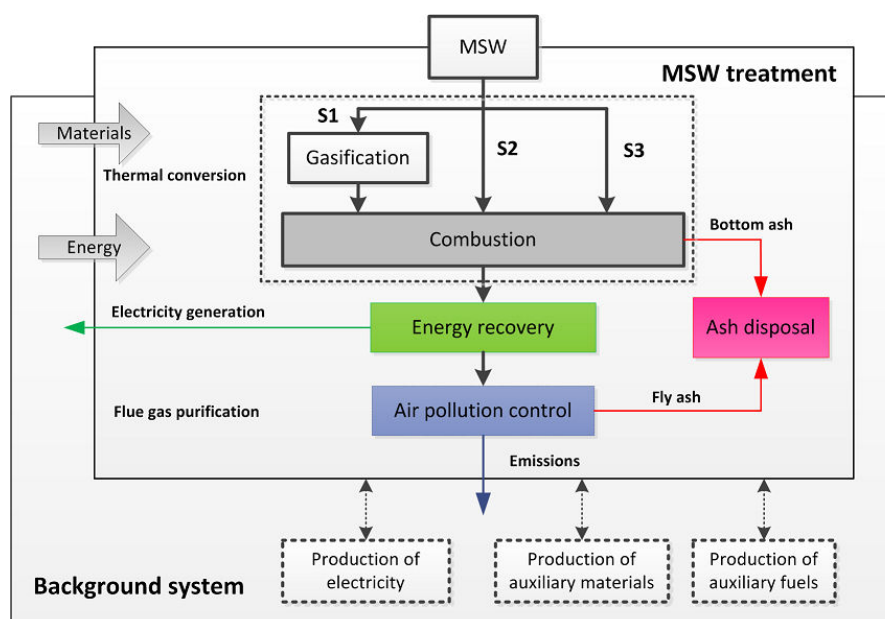 MSW
MSW treatment
Materials
S1
S2
S3
Gasification
Thermal conversion
Bottom ash
Energy
Combustion
Electricity generation
Energy recovery
Ash disposal
Flue gas purification
Air pollution control
Fly ash
Emissions
Production of
electricity
Production of
auxiliary materials
Production of
auxiliary fuels
Background system